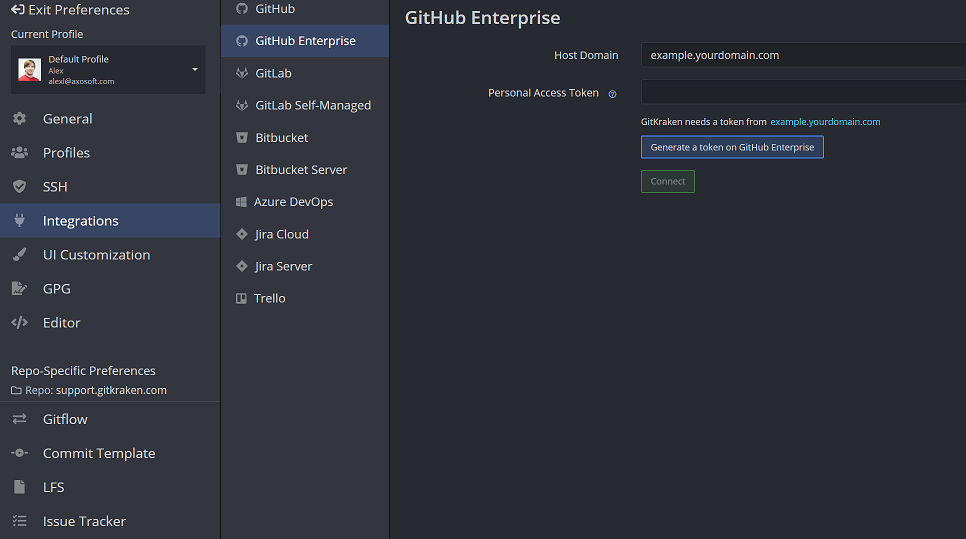 Exit Preferences
Current Profile
Default Profile
Alex
alexl@axosoft.com
General
Profiles
SSH
Integrations
UI Customization
GPG
Editor
Repo-Specific Preferences
Repo: support.gitkraken.com
Gitflow
Commit Template
LFS
Issue Tracker
GitHub
GitHub Enterprise
GitLab
GitLab Self-Managed
Bitbucket
Bitbucket Server
Azure DevOps
Jira Cloud
Jira Server
Trello
GitHub Enterprise
Host Domain example.yourdomain.com
Personal Access Token
GitKraken needs a token from example.yourdomain.com
Generate a token on GitHub Enterprise
Connect